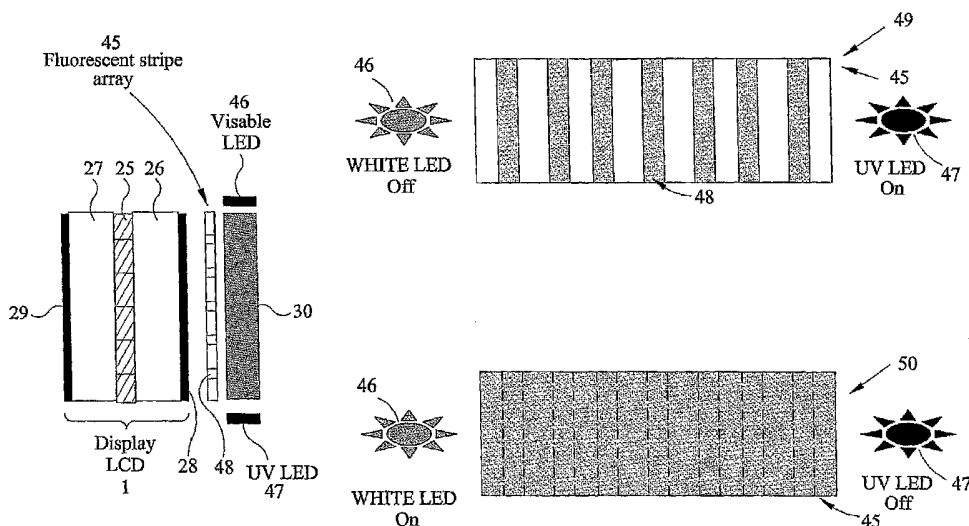 45
Fluorescent stripe
array
46
Visable
LED
27
25
26
29
30
Display
LCD
1
28
48
UV LED
47
49
45
46
WHITE LED
Off
48
UV LED
On
47
50
46
WHITE LED
On
UV LED
Off
47
45